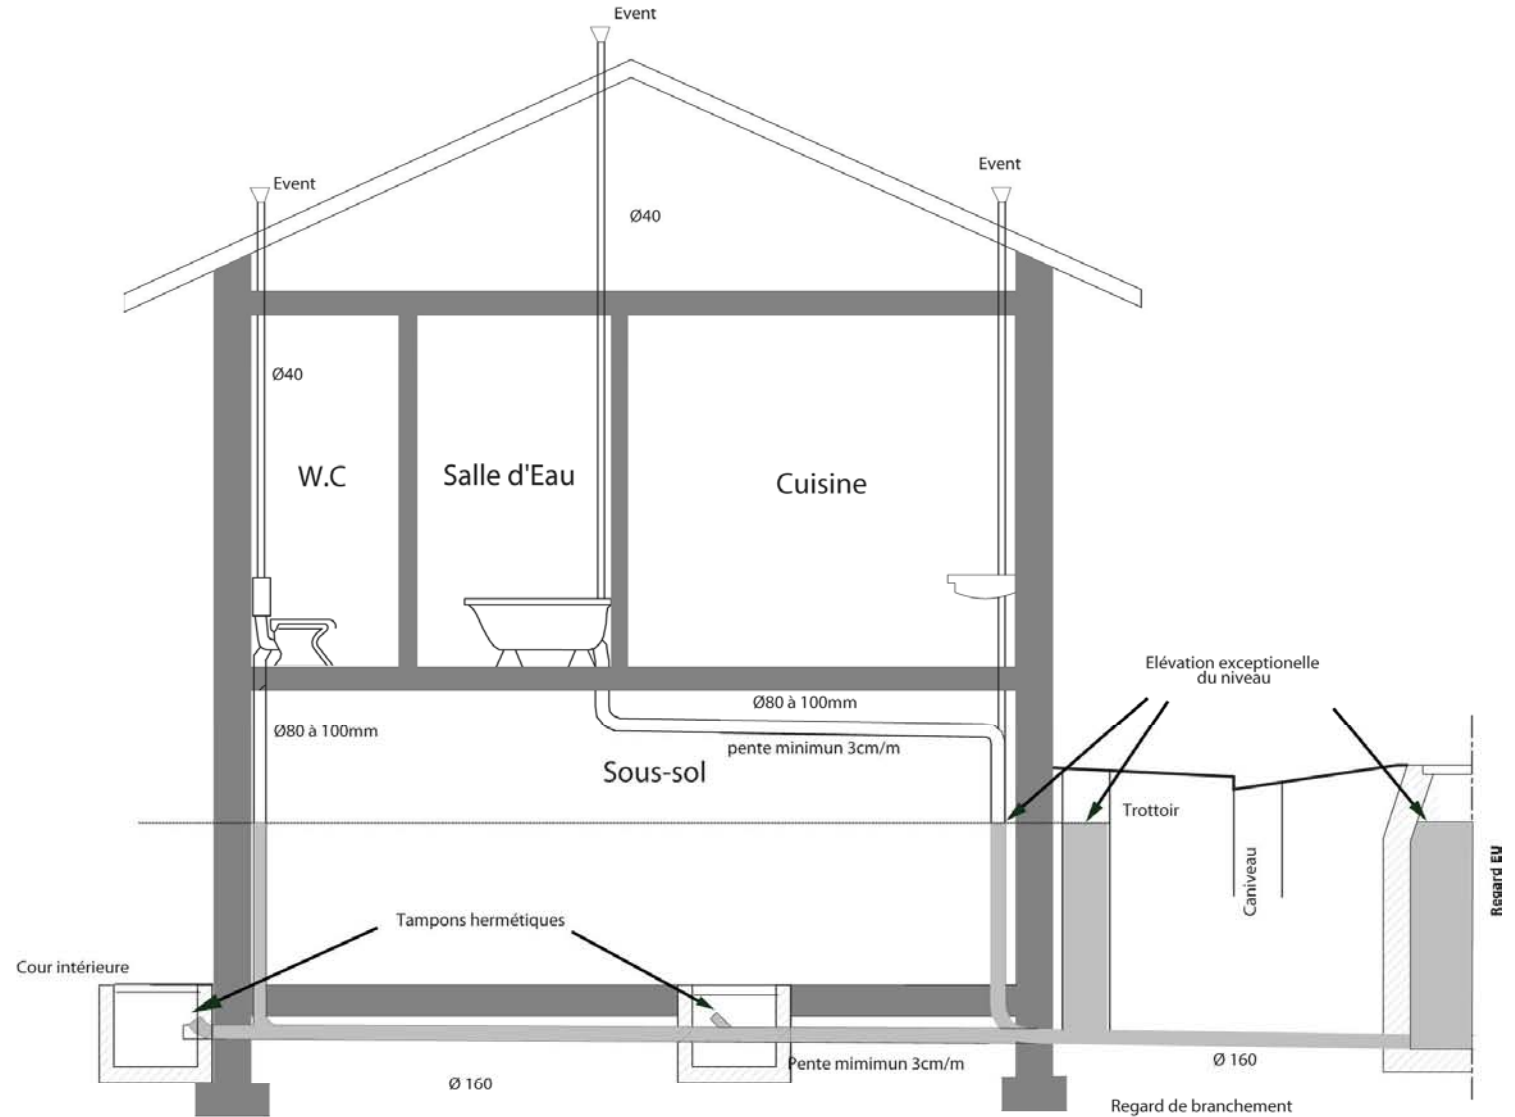 Event
Event
Event
Ø40
Ø40
W.C
Salle d'Eau
Cuisine
Elévation exceptionelle
du niveau
Ø80 à 100mm
Ø80 à 100mm
pente minimun 3cm/m
Sous-sol
Trottoir
Caniveau
Regard EU
Tampons hermétiques
Cour intérieure
Pente mimimun 3cm/m
Ø 160
Ø 160
Regard de branchement